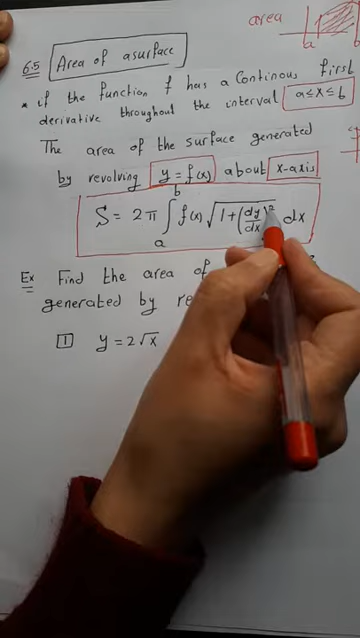 area
a
6.5 Area of a surface
* if the function f has a Continous first
derivative throughout the interval a ≤ x ≤ b
The area of the surface generated
by revolving y = f(x) about x-axis
S = 2π ∫_a^b f(x) √(1+(dy/dx)²) dx
Ex Find the area of
generated by re
1 y = 2√x